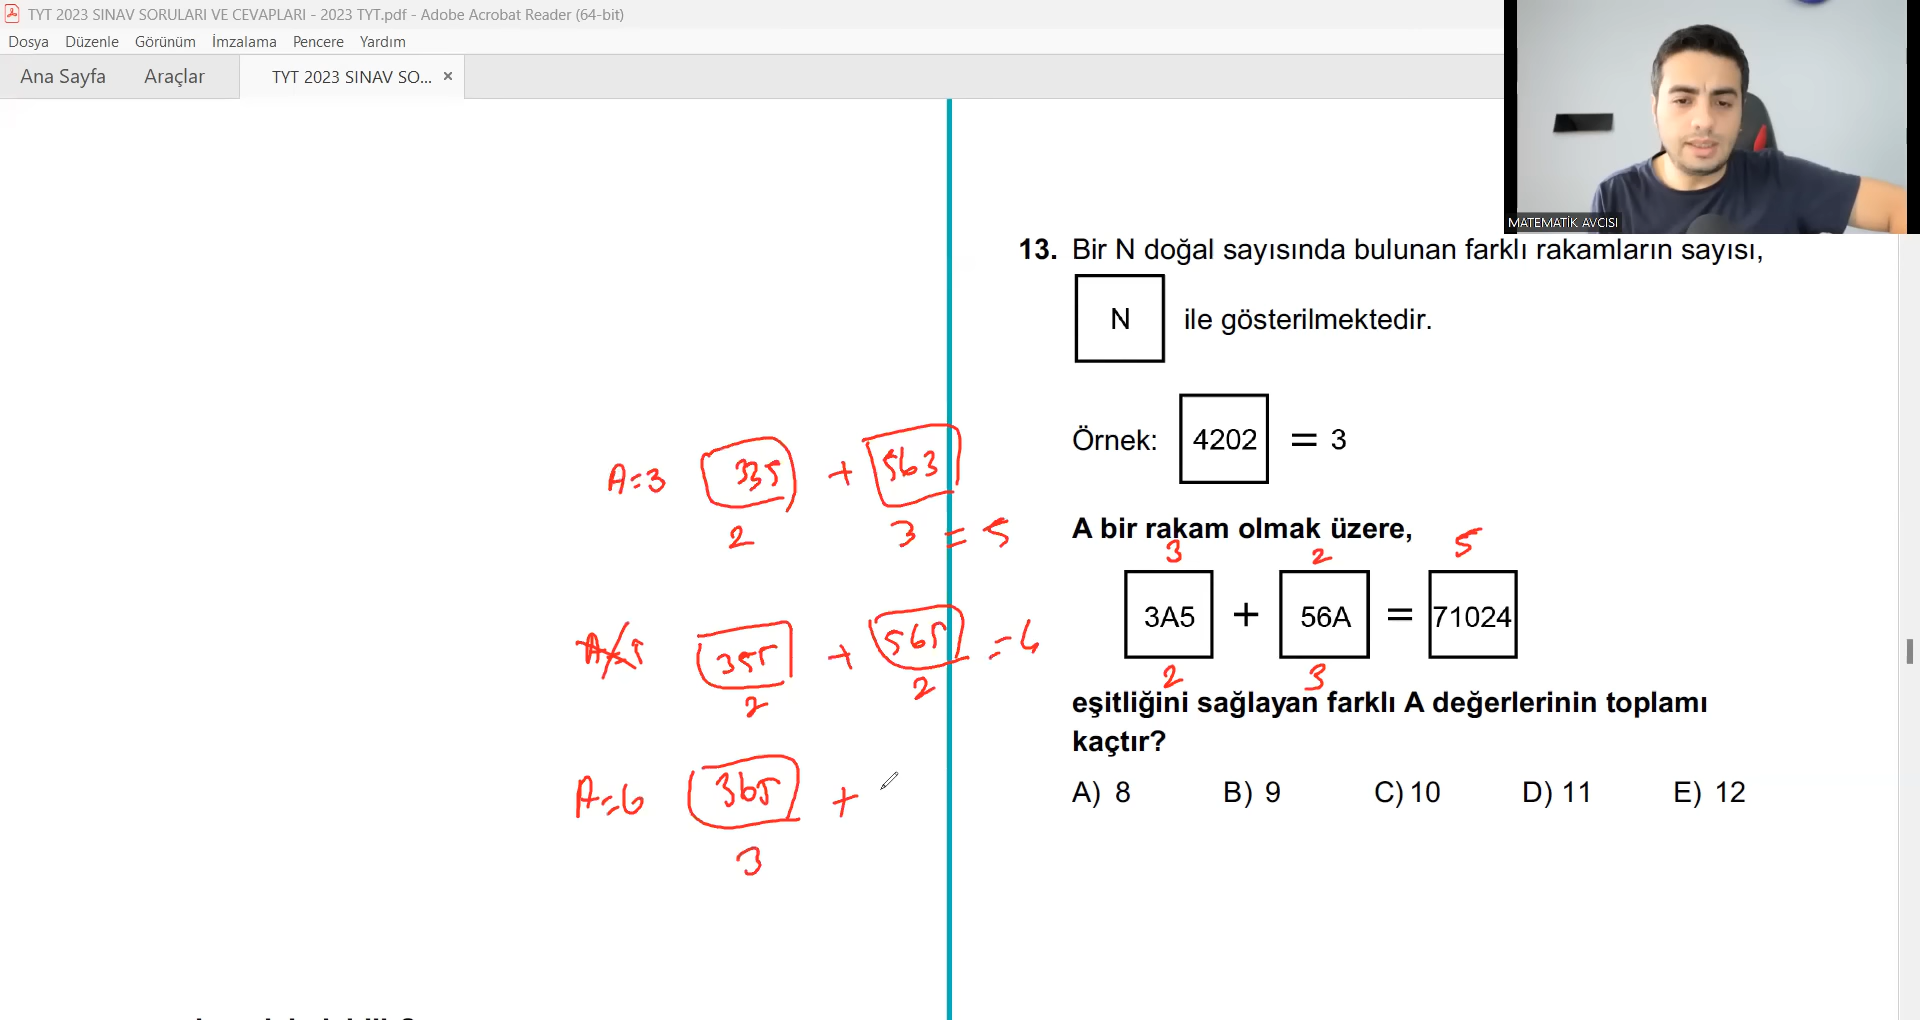 TYT 2023 SINAV SORULARI VE CEVAPLARI - 2023 TYT.pdf - Adobe Acrobat Reader (64-bit)
Dosya Düzenle Görünüm İmzalama Pencere Yardım
Ana Sayfa Araçlar TYT 2023 SINAV SO... ×
MATEMATİK AVCISI
13. Bir N doğal sayısında bulunan farklı rakamların sayısı,
N ile gösterilmektedir.
Örnek: 4202 = 3
A bir rakam olmak üzere,
3 2 5
3A5 + 56A = 71024
2 3
eşitliğini sağlayan farklı A değerlerinin toplamı
kaçtır?
A) 8 B) 9 C) 10 D) 11 E) 12
A=3 335 + 563
2 3 = 5
A=5 355 + 565 = 4
2 2
A=6 365 +
3